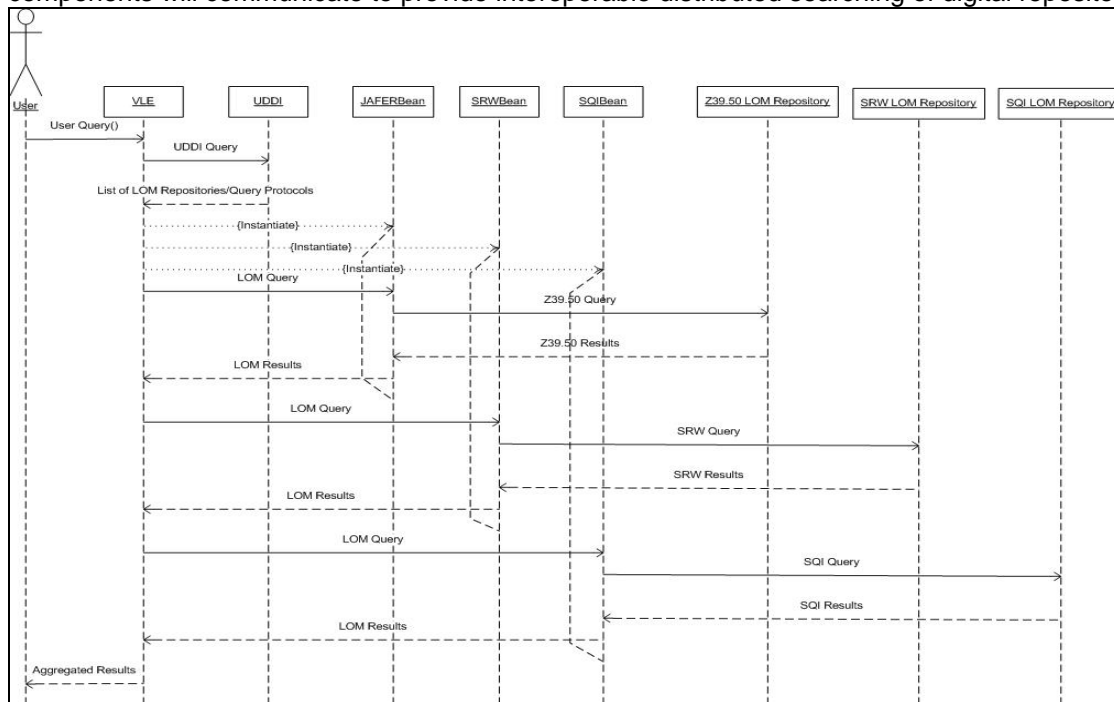 components will communicate to provide interoperable distributed searching of digital reposito
User
VLE
UDDI
JAFERBean
SRWBean
SQIBean
Z39.50 LOM Repository
SRW LOM Repository
SQI LOM Repository
User Query()
UDDI Query
List of LOM Repositories/Query Protocols
{Instantiate}
{Instantiate}
{Instantiate}
LOM Query
Z39.50 Query
Z39.50 Results
LOM Results
LOM Query
SRW Query
SRW Results
LOM Results
LOM Query
SQI Query
SQI Results
LOM Results
Aggregated Results